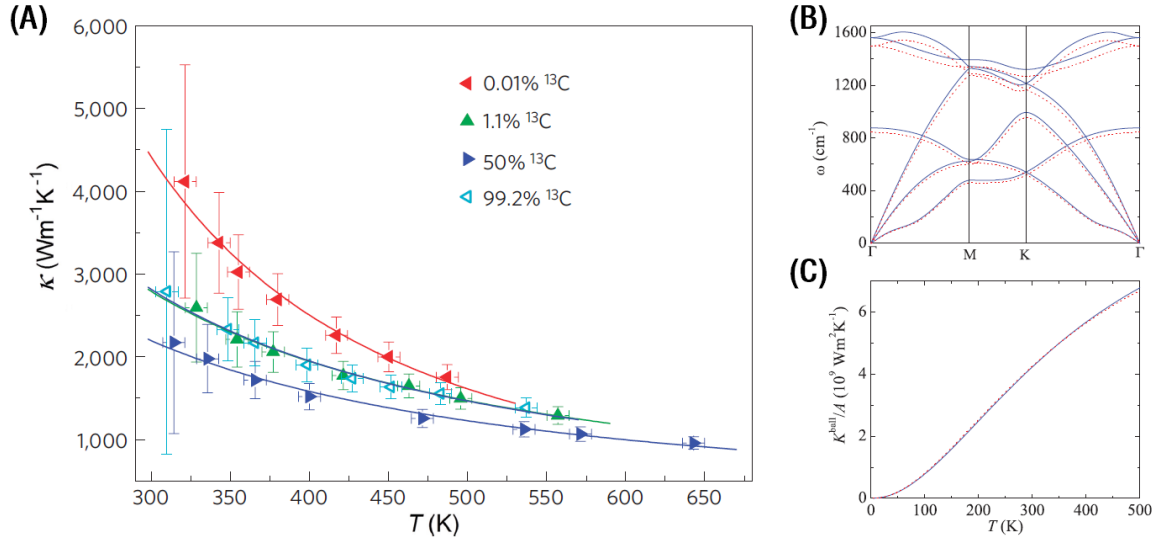 (A)
6,000
5,000
4,000
3,000
2,000
1,000
κ (Wm⁻¹K⁻¹)
0.01% ¹³C
1.1% ¹³C
50% ¹³C
99.2% ¹³C
300 350 400 450 500 550 600 650
T (K)
(B)
1600
1200
800
400
0
ω (cm⁻¹)
Γ M K Γ
(C)
6
4
2
0
K^ball/A (10⁹ Wm²K⁻¹)
0 100 200 300 400 500
T (K)